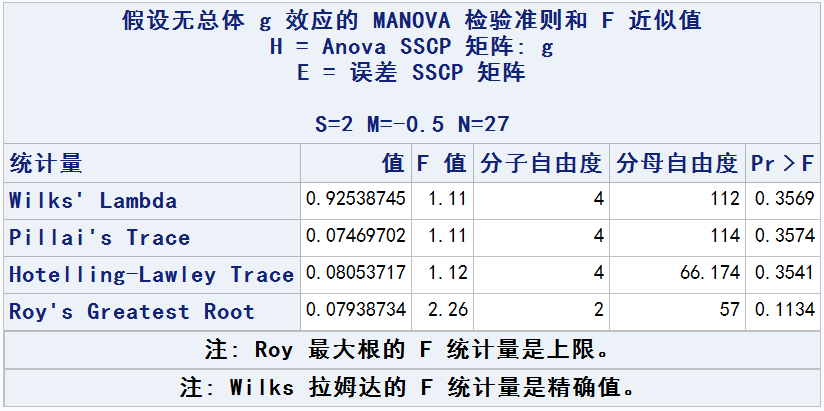 假设无总体 g 效应的 MANOVA 检验准则和 F 近似值
H = Anova SSCP 矩阵: g
E = 误差 SSCP 矩阵
S=2 M=-0.5 N=27
统计量 值 F 值 分子自由度 分母自由度 Pr > F
Wilks' Lambda 0.92538745 1.11 4 112 0.3569
Pillai's Trace 0.07469702 1.11 4 114 0.3574
Hotelling-Lawley Trace 0.08053717 1.12 4 66.174 0.3541
Roy's Greatest Root 0.07938734 2.26 2 57 0.1134
注: Roy 最大根的 F 统计量是上限。
注: Wilks 拉姆达的 F 统计量是精确值。